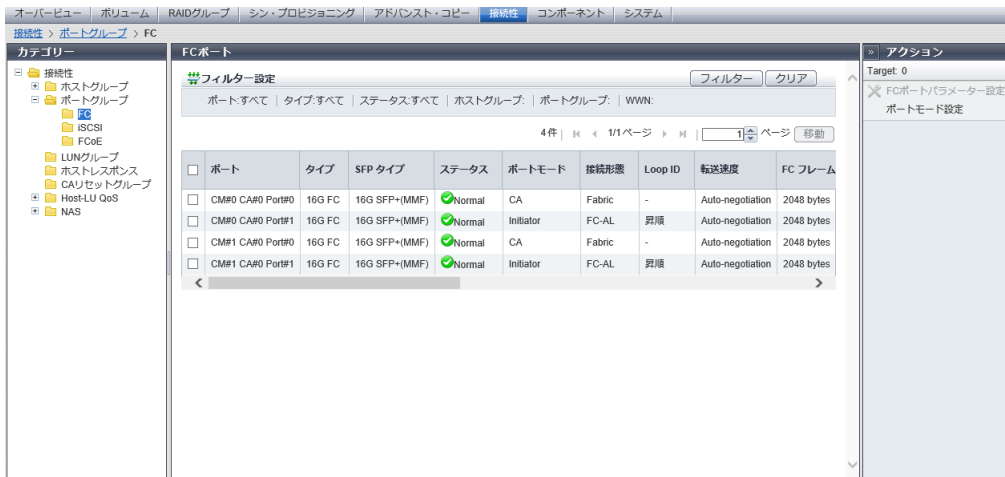 オーバービュー | ボリューム | RAIDグループ | シン・プロビジョニング | アドバンスト・コピー | 接続性 | コンポーネント | システム
接続性 > ポートグループ > FC
カテゴリー
接続性
ホストグループ
ポートグループ
FC
iSCSI
FCoE
LUNグループ
ホストレスポンス
CAリセットグループ
Host-LU QoS
NAS
FCポート
フィルター設定 フィルター クリア
ポート:すべて | タイプ:すべて | ステータス:すべて | ホストグループ: | ポートグループ: | WWN:
4件 | 1/1ページ | 1 ページ 移動
ポート タイプ SFP タイプ ステータス ポートモード 接続形態 Loop ID 転送速度 FC フレーム
CM#0 CA#0 Port#0 16G FC 16G SFP+(MMF) Normal CA Fabric - Auto-negotiation 2048 bytes
CM#0 CA#0 Port#1 16G FC 16G SFP+(MMF) Normal Initiator FC-AL 昇順 Auto-negotiation 2048 bytes
CM#1 CA#0 Port#0 16G FC 16G SFP+(MMF) Normal CA Fabric - Auto-negotiation 2048 bytes
CM#1 CA#0 Port#1 16G FC 16G SFP+(MMF) Normal Initiator FC-AL 昇順 Auto-negotiation 2048 bytes
» アクション
Target: 0
FCポートパラメーター設定
ポートモード設定